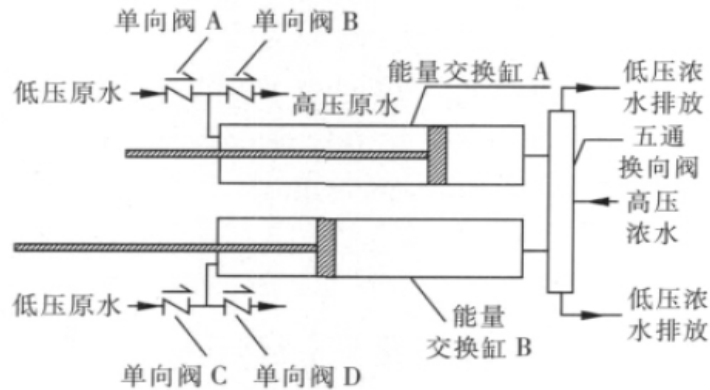 单向阀 A
单向阀 B
低压原水
高压原水
能量交换缸 A
低压浓
水排放
五通
换向阀
高压
浓水
低压原水
能量
交换缸 B
低压浓
水排放
单向阀 C
单向阀 D